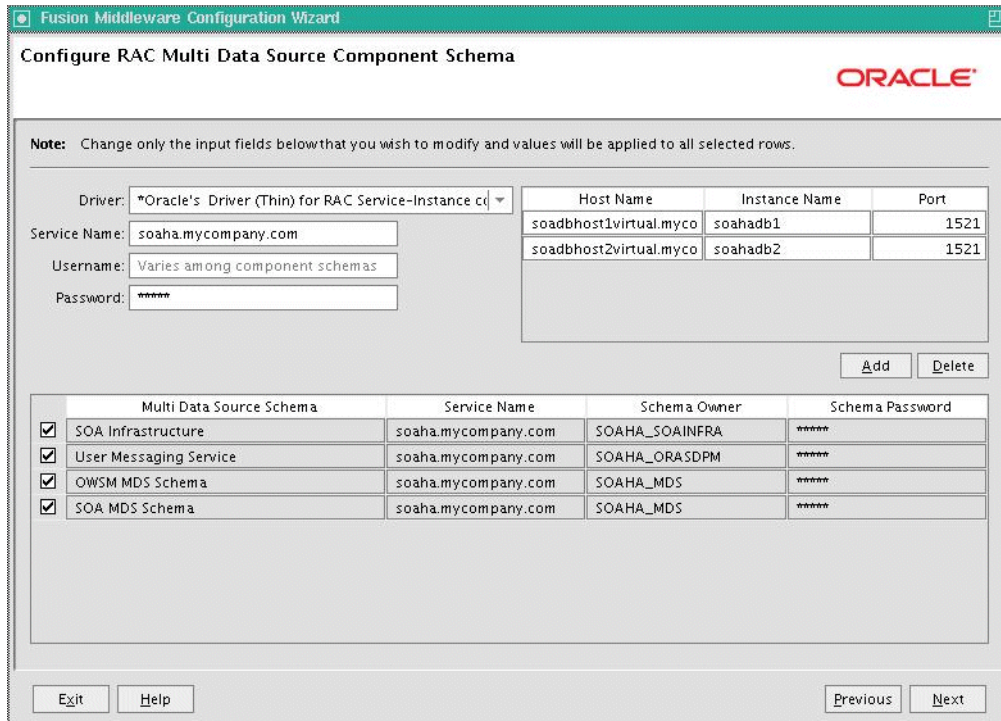 Fusion Middleware Configuration Wizard
Configure RAC Multi Data Source Component Schema
ORACLE
Note: Change only the input fields below that you wish to modify and values will be applied to all selected rows.
Driver: *Oracle's Driver (Thin) for RAC Service-Instance co
Service Name: soaha.mycompany.com
Username: Varies among component schemas
Password: *****
Host Name Instance Name Port
soadbhost1virtual.myco soahadb1 1521
soadbhost2virtual.myco soahadb2 1521
Add Delete
Multi Data Source Schema Service Name Schema Owner Schema Password
SOA Infrastructure soaha.mycompany.com SOAHA_SOAINFRA *****
User Messaging Service soaha.mycompany.com SOAHA_ORASDPM *****
OWSM MDS Schema soaha.mycompany.com SOAHA_MDS *****
SOA MDS Schema soaha.mycompany.com SOAHA_MDS *****
Exit Help Previous Next